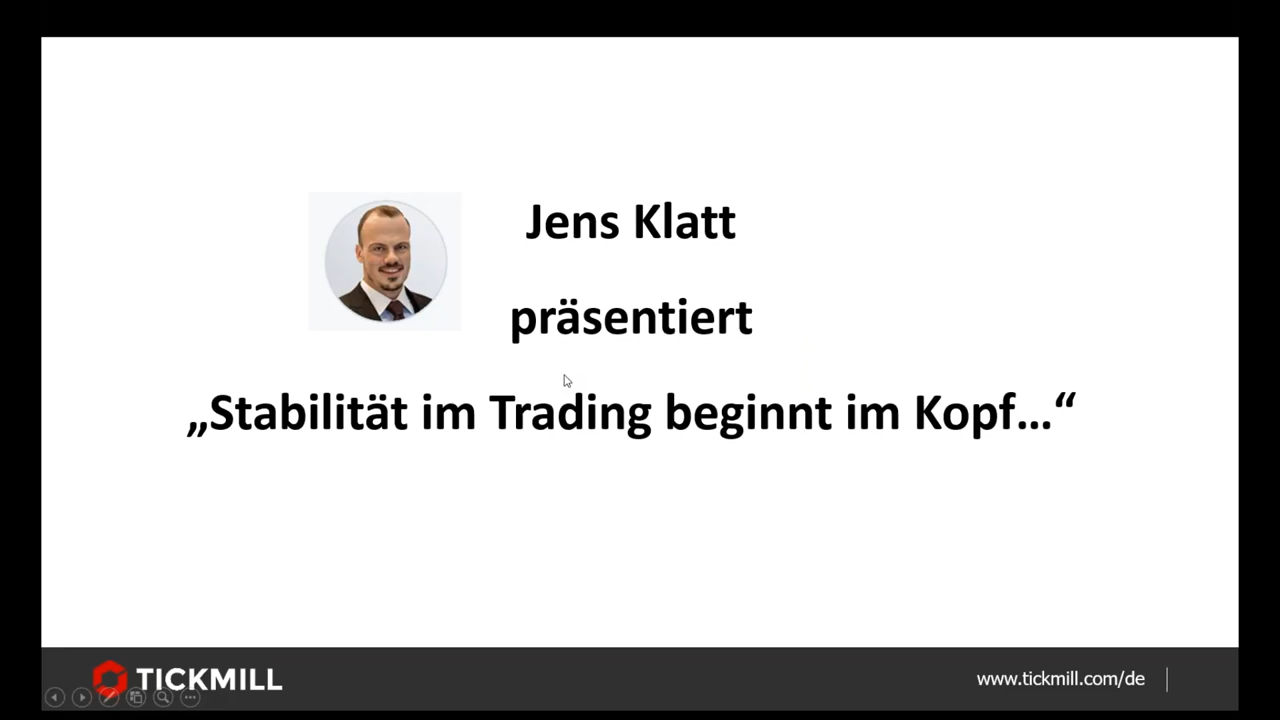 Jens Klatt
präsentiert
„Stabilität im Trading beginnt im Kopf...“
TICKMILL
www.tickmill.com/de